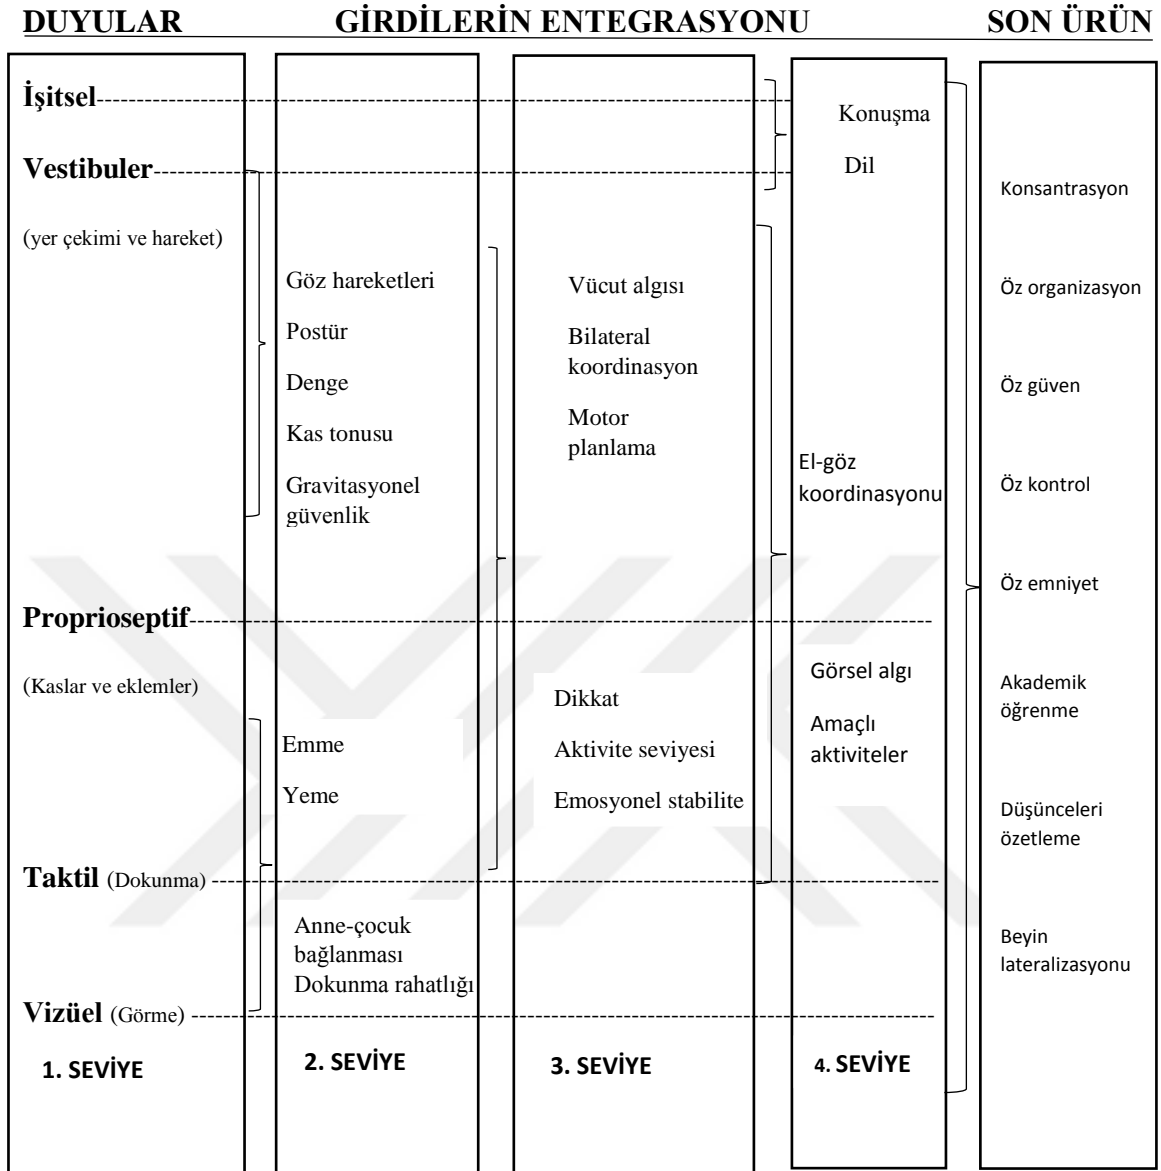 DUYULAR
GİRDİLERİN ENTEGRASYONU
SON ÜRÜN
İşitsel
Vestibuler
(yer çekimi ve hareket)
Proprioseptif
(Kaslar ve eklemler)
Taktil (Dokunma)
Vizüel (Görme)
1. SEVİYE
Göz hareketleri
Postür
Denge
Kas tonusu
Gravitasyonel
güvenlik
Emme
Yeme
Anne-çocuk
bağlanması
Dokunma rahatlığı
2. SEVİYE
Vücut algısı
Bilateral
koordinasyon
Motor
planlama
Dikkat
Aktivite seviyesi
Emosyonel stabilite
3. SEVİYE
Konuşma
Dil
El-göz
koordinasyonu
Görsel algı
Amaçlı
aktiviteler
4. SEVİYE
Konsantrasyon
Öz organizasyon
Öz güven
Öz kontrol
Öz emniyet
Akademik
öğrenme
Düşünceleri
özetleme
Beyin
lateralizasyonu